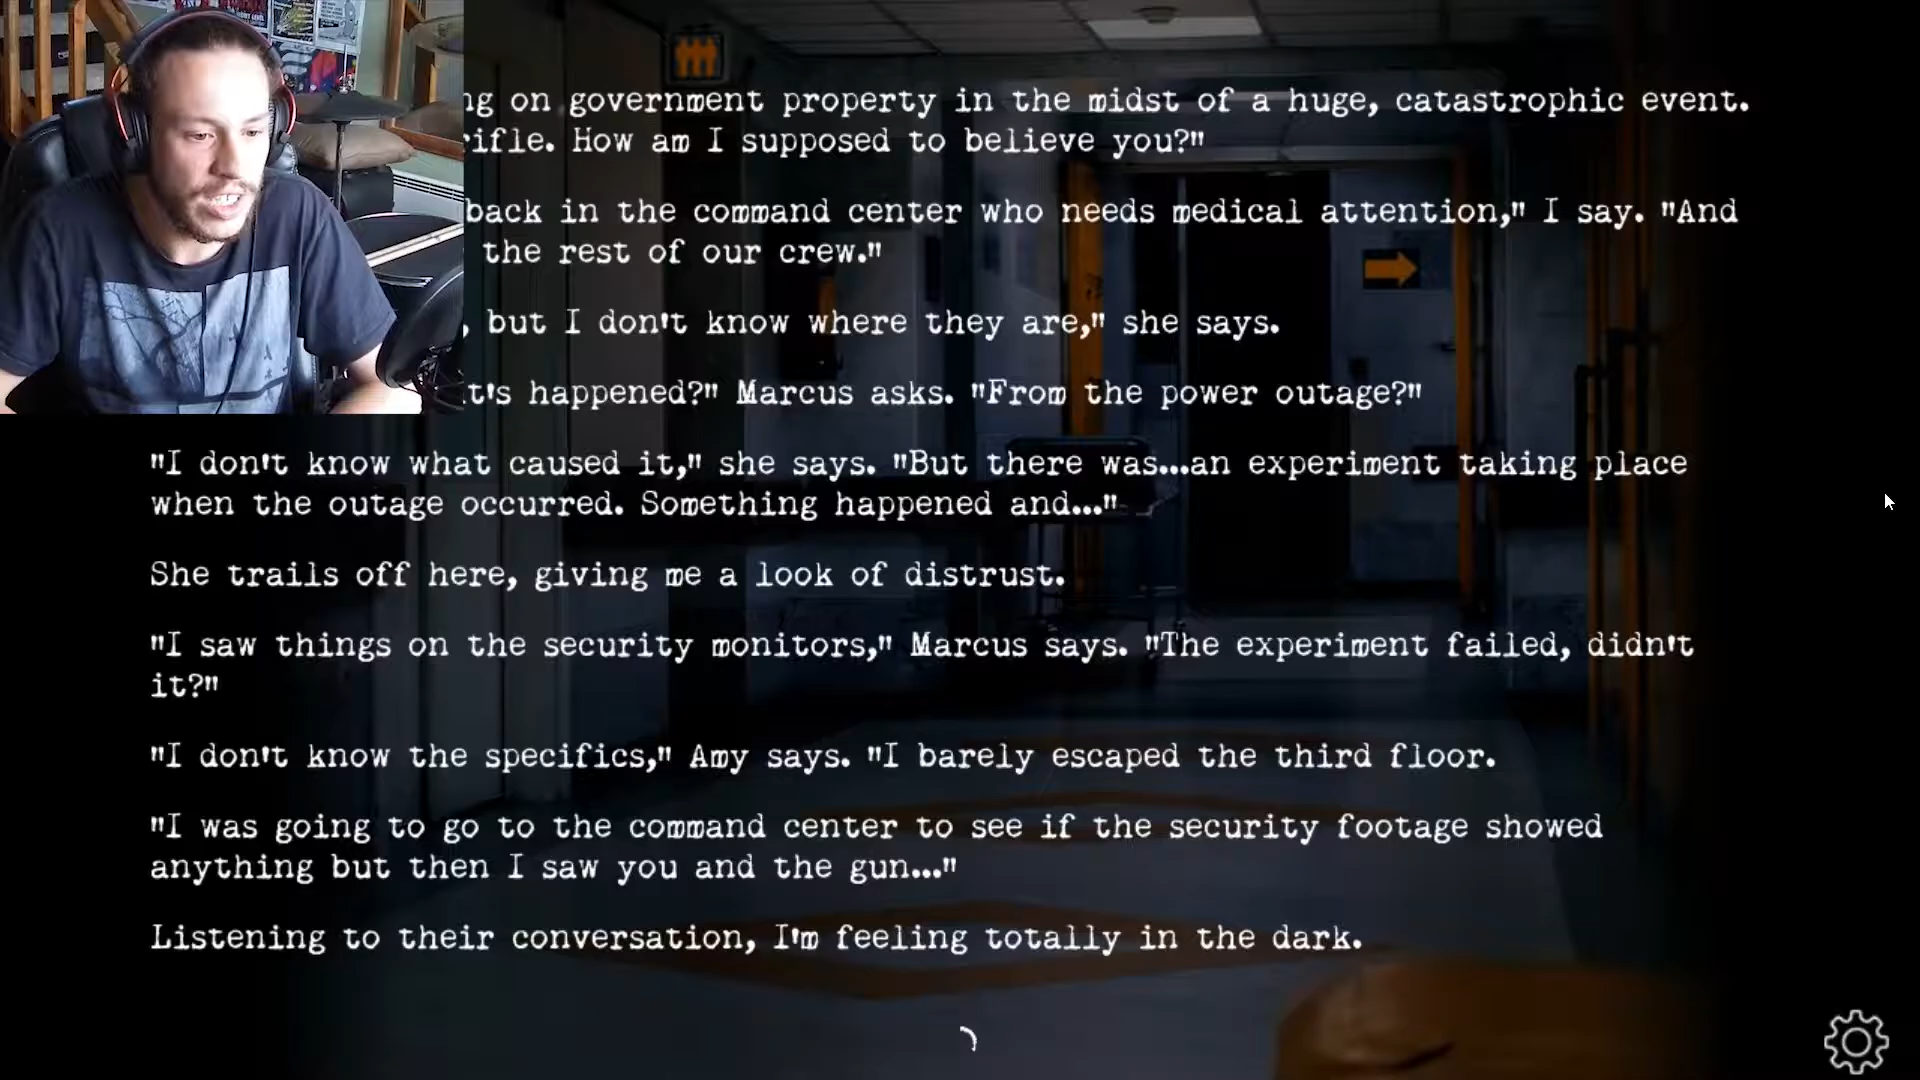 on government property in the midst of a huge, catastrophic event.
How am I supposed to believe you?"
back in the command center who needs medical attention," I say. "And
the rest of our crew."
but I don't know where they are," she says.
happened?" Marcus asks. "From the power outage?"
"I don't know what caused it," she says. "But there was...an experiment taking place
when the outage occurred. Something happened and..."
She trails off here, giving me a look of distrust.
"I saw things on the security monitors," Marcus says. "The experiment failed, didn't
it?"
"I don't know the specifics," Amy says. "I barely escaped the third floor.
"I was going to go to the command center to see if the security footage showed
anything but then I saw you and the gun..."
Listening to their conversation, I'm feeling totally in the dark.